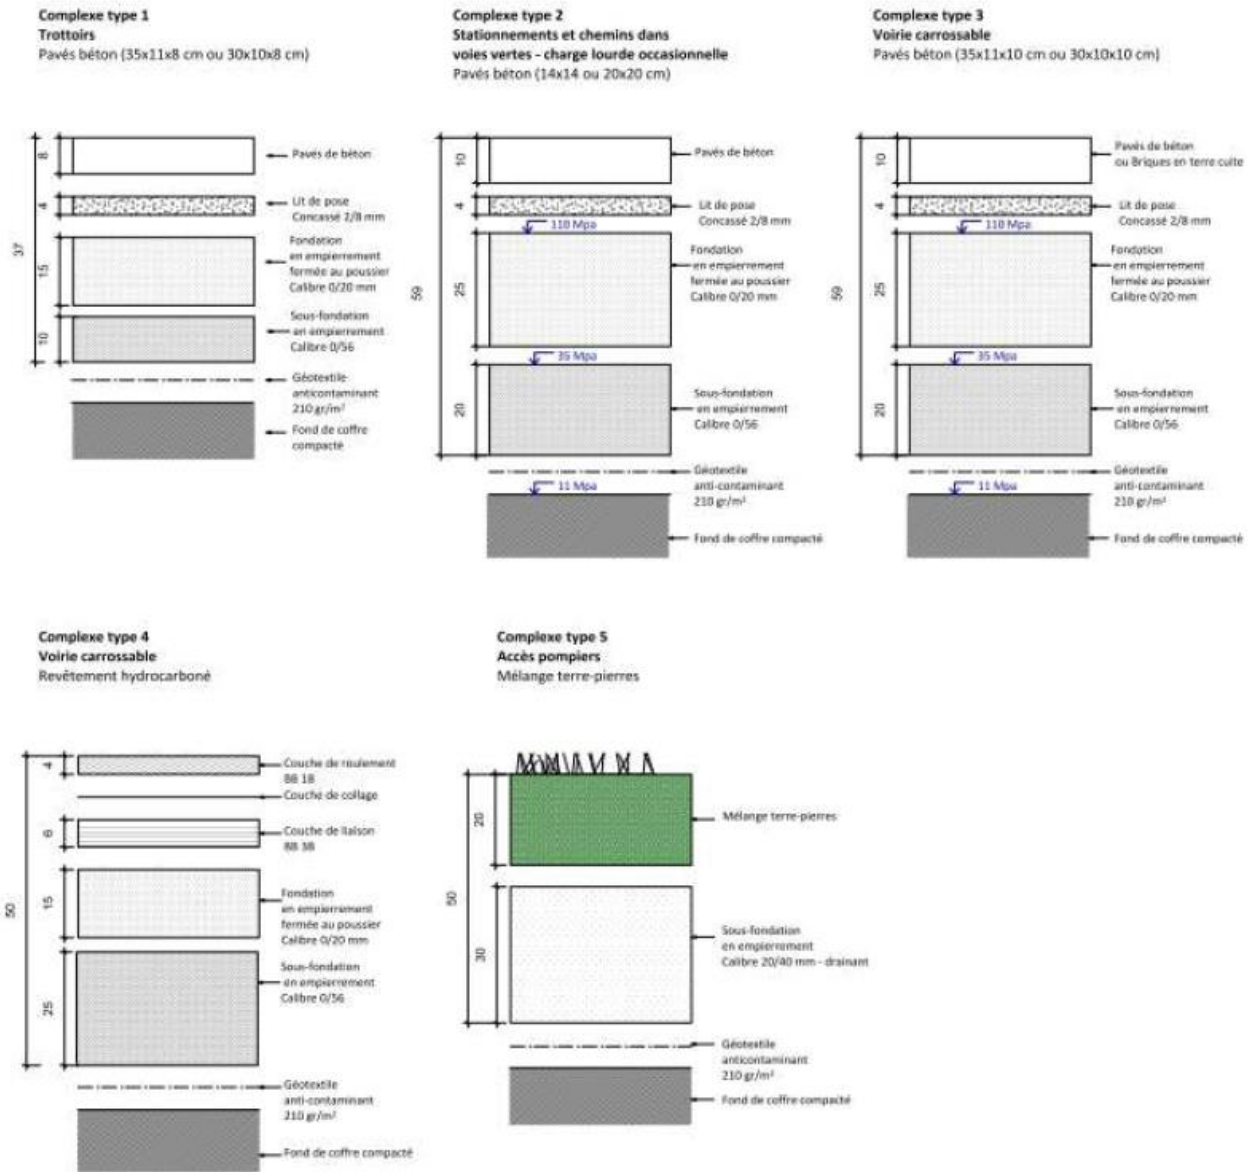 Complexe type 1
Trottoirs
Pavés béton (35x11x8 cm ou 30x10x8 cm)
37
8
4
15
10
Pavés de béton
Lit de pose
Concassé 2/8 mm
Fondation
en empierrement
fermée au poussier
Calibre 0/20 mm
Sous-fondation
en empierrement
Calibre 0/56
Géotextile
anticontaminant
210 gr/m²
Fond de coffre
compacté
Complexe type 2
Stationnements et chemins dans
voies vertes - charge lourde occasionnelle
Pavés béton (14x14 ou 20x20 cm)
59
10
4
25
20
Pavés de béton
Lit de pose
Concassé 2/8 mm
110 Mpa
Fondation
en empierrement
fermée au poussier
Calibre 0/20 mm
35 Mpa
Sous-fondation
en empierrement
Calibre 0/56
Géotextile
anti-contaminant
210 gr/m²
11 Mpa
Fond de coffre compacté
Complexe type 3
Voirie carrossable
Pavés béton (35x11x10 cm ou 30x10x10 cm)
59
10
4
25
20
Pavés de béton
ou Briques en terre cuite
Lit de pose
Concassé 2/8 mm
110 Mpa
Fondation
en empierrement
fermée au poussier
Calibre 0/20 mm
35 Mpa
Sous-fondation
en empierrement
Calibre 0/56
Géotextile
anti-contaminant
210 gr/m²
11 Mpa
Fond de coffre compacté
Complexe type 4
Voirie carrossable
Revêtement hydrocarboné
50
4
6
15
25
Couche de roulement
BB 1B
Couche de collage
Couche de liaison
BB 3B
Fondation
en empierrement
fermée au poussier
Calibre 0/20 mm
Sous-fondation
en empierrement
Calibre 0/56
Géotextile
anti-contaminant
210 gr/m²
Fond de coffre compacté
Complexe type 5
Accès pompiers
Mélange terre-pierres
50
20
30
Mélange terre-pierres
Sous-fondation
en empierrement
Calibre 20/40 mm - drainant
Géotextile
anticontaminant
210 gr/m²
Fond de coffre compacté